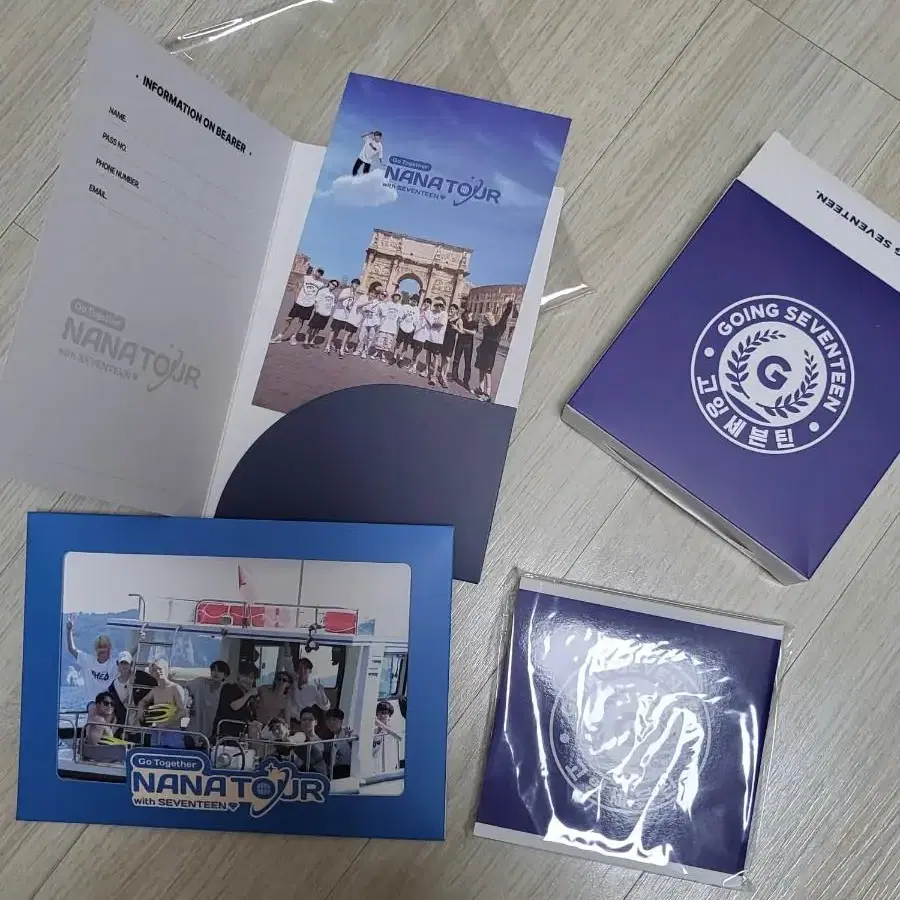 · INFORMATION ON BEARER ·
NAME.
PASS NO.
PHONE NUMBER.
EMAIL.
Go Together
NANA TOUR
with SEVENTEEN
Go Together
NANA TOUR
with SEVENTEEN
G SEVENTEEN.
GOING SEVENTEEN
G
고잉세븐틴
Go Together
NANA TOUR
with SEVENTEEN